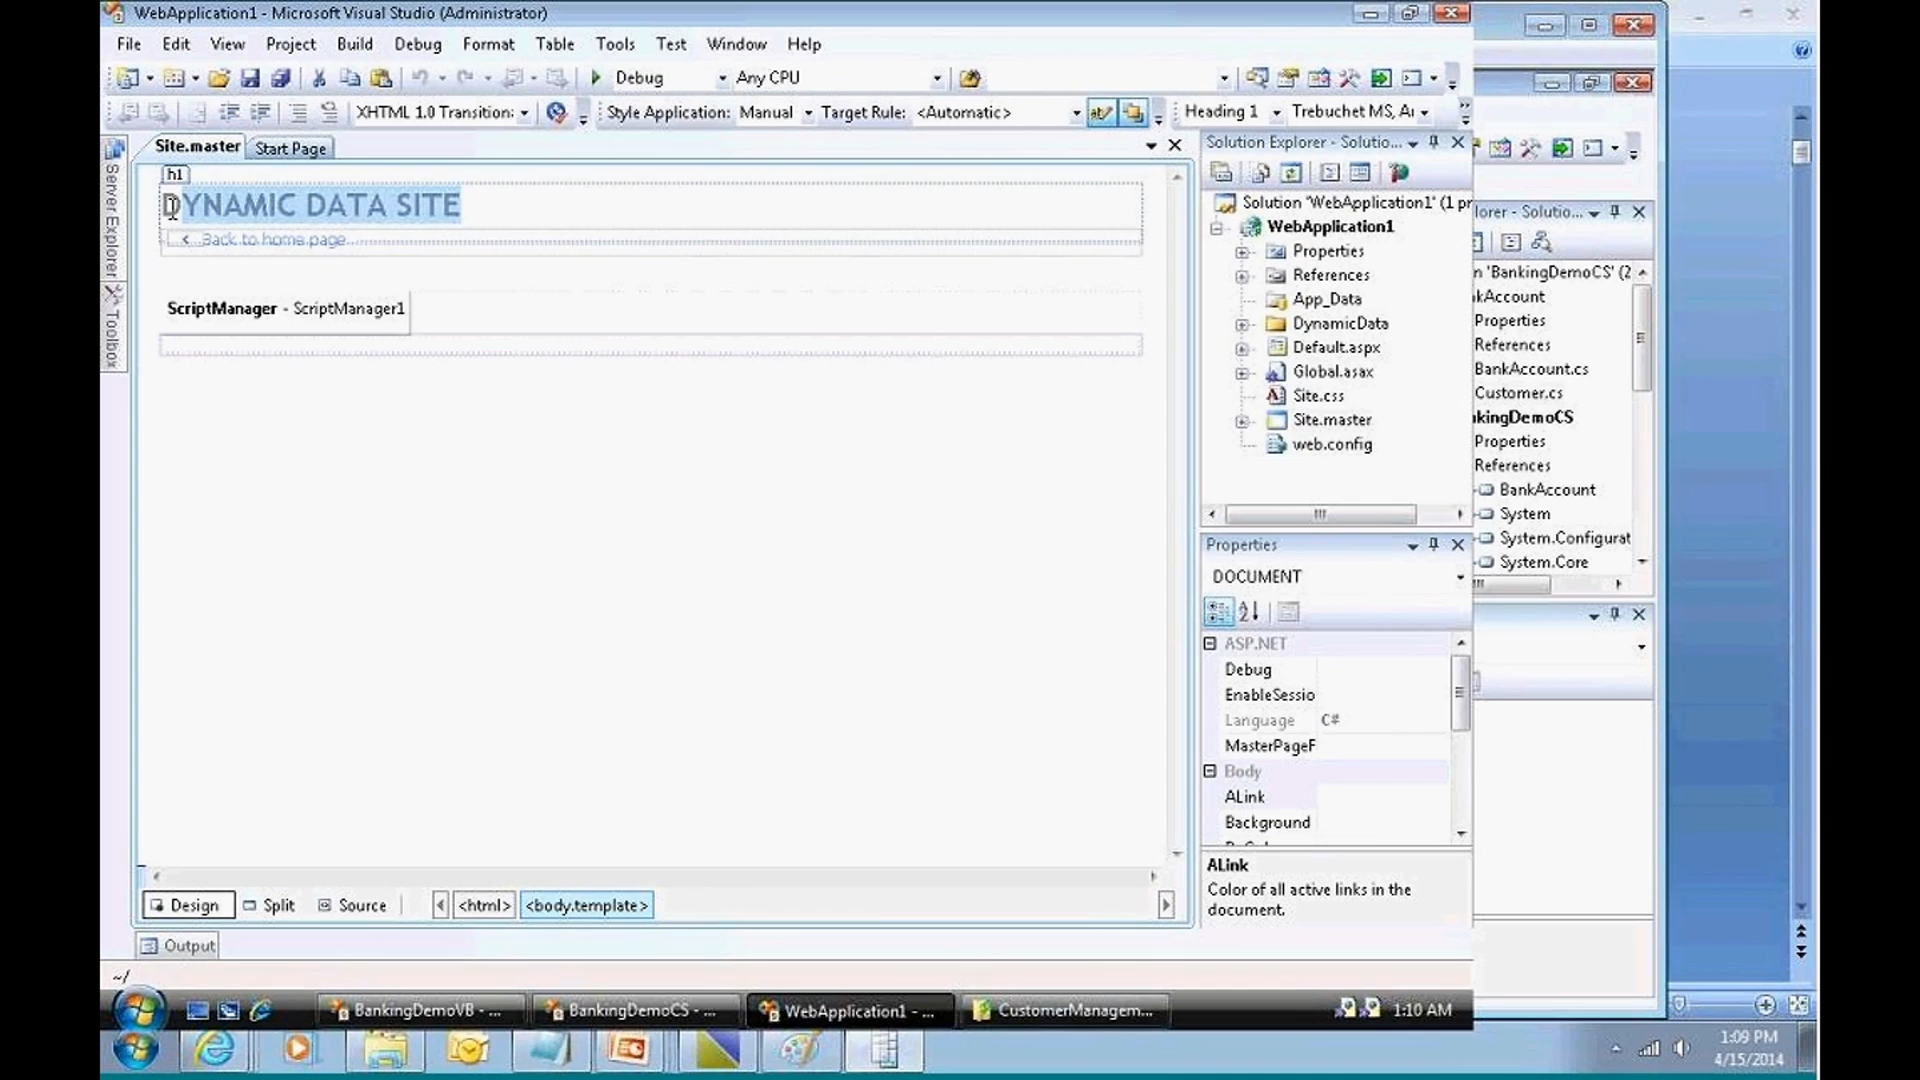 WebApplication1 - Microsoft Visual Studio (Administrator)
File Edit View Project Build Debug Format Table Tools Test Window Help
Debug Any CPU
XHTML 1.0 Transition: Style Application: Manual Target Rule: <Automatic> Heading 1 Trebuchet MS, Ar
Site.master Start Page
Server Explorer
Toolbox
h1
DYNAMIC DATA SITE
< Back to home page
ScriptManager - ScriptManager1
Design Split Source <html> <body.template>
Output
~/
Solution Explorer - Solutio...
Solution 'WebApplication1' (1 pr
WebApplication1
Properties
References
App_Data
DynamicData
Default.aspx
Global.asax
Site.css
Site.master
web.config
Properties
DOCUMENT
ASP.NET
Debug
EnableSessio
Language C#
MasterPageF
Body
ALink
Background
ALink
Color of all active links in the
document.
lorer - Solutio...
n 'BankingDemoCS' (2
kAccount
Properties
References
BankAccount.cs
Customer.cs
kingDemoCS
Properties
References
BankAccount
System
System.Configurat
System.Core
BankingDemoVB - ... BankingDemoCS - ... WebApplication1 - ... CustomerManagem... 1:10 AM
1:09 PM
4/15/2014